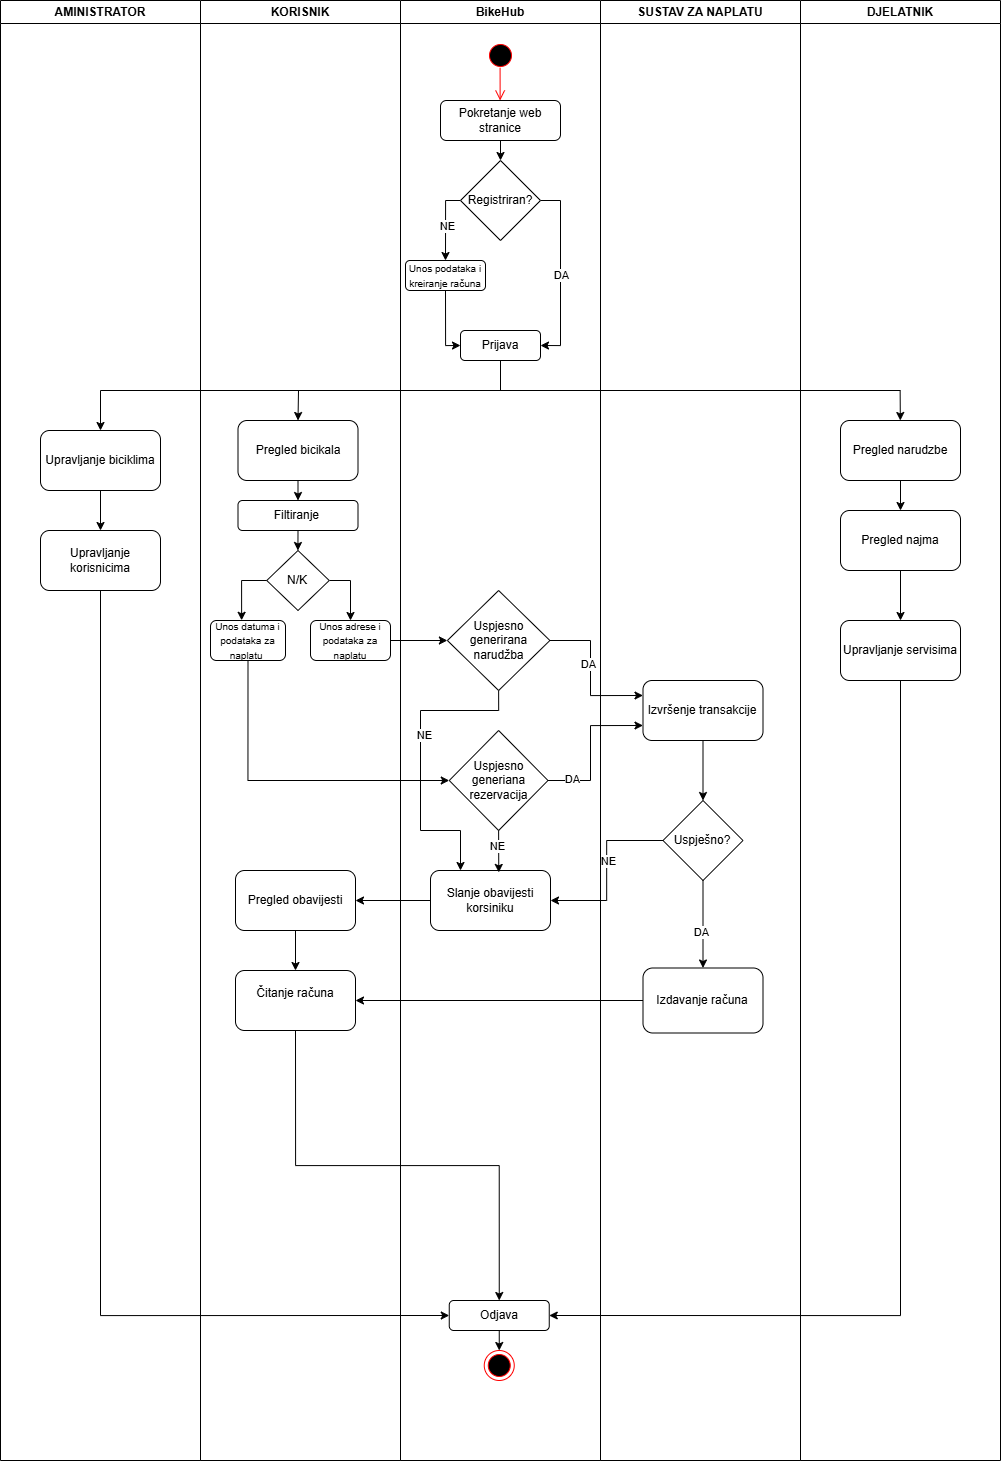 AMINISTRATOR
KORISNIK
BikeHub
SUSTAV ZA NAPLATU
DJELATNIK
Pokretanje web
stranice
Registriran?
NE
Unos podataka i
kreiranje računa
DA
Prijava
Upravljanje biciklima
Upravljanje
korisnicima
Pregled bicikala
Filtiranje
N/K
Unos datuma i
podataka za
naplatu
Unos adrese i
podataka za
naplatu
Uspjesno
generirana
narudžba
DA
NE
Uspjesno
generiana
rezervacija
DA
NE
Izvršenje transakcije
Uspješno?
NE
DA
Slanje obavijesti
korsiniku
Pregled obavijesti
Čitanje računa
Izdavanje računa
Pregled narudzbe
Pregled najma
Upravljanje servisima
Odjava